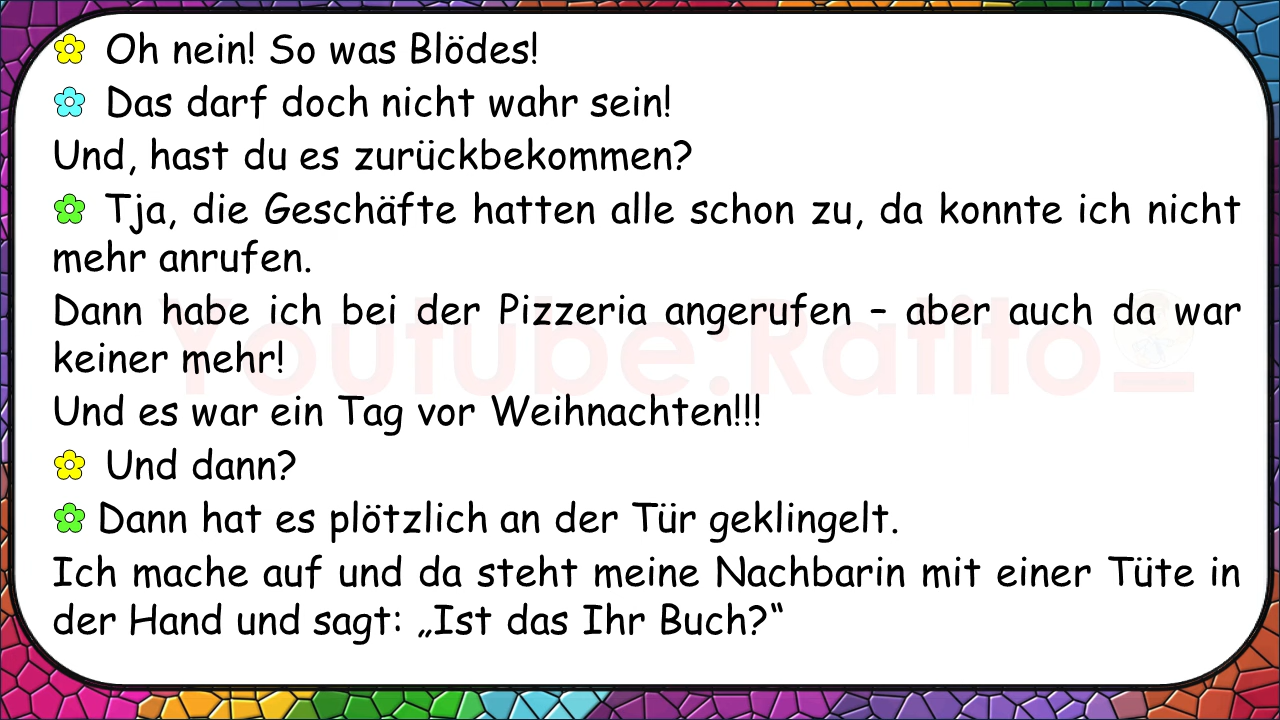 Oh nein! So was Blödes!
Das darf doch nicht wahr sein!
Und, hast du es zurückbekommen?
Tja, die Geschäfte hatten alle schon zu, da konnte ich nicht
mehr anrufen.
Dann habe ich bei der Pizzeria angerufen – aber auch da war
keiner mehr!
Und es war ein Tag vor Weihnachten!!!
Und dann?
Dann hat es plötzlich an der Tür geklingelt.
Ich mache auf und da steht meine Nachbarin mit einer Tüte in
der Hand und sagt: „Ist das Ihr Buch?“
Youtube:Ratito